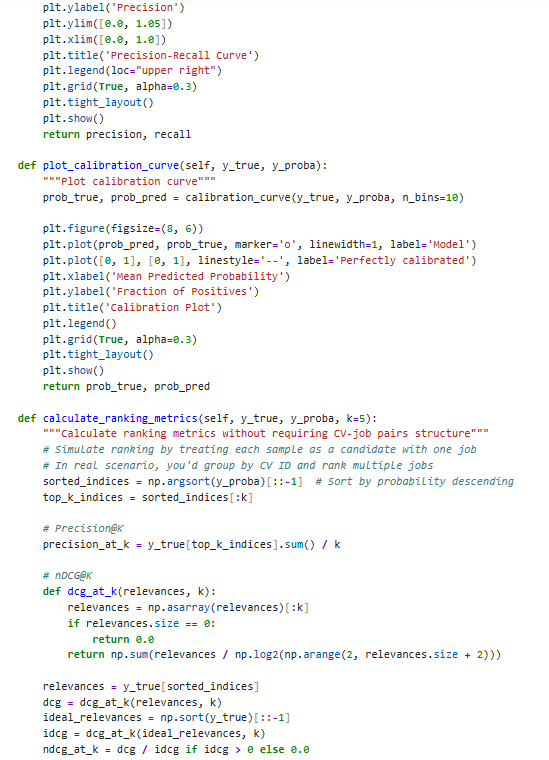 plt.ylabel('Precision')
    plt.ylim([0.0, 1.05])
    plt.xlim([0.0, 1.0])
    plt.title('Precision-Recall Curve')
    plt.legend(loc="upper right")
    plt.grid(True, alpha=0.3)
    plt.tight_layout()
    plt.show()
    return precision, recall

def plot_calibration_curve(self, y_true, y_proba):
    """Plot calibration curve"""
    prob_true, prob_pred = calibration_curve(y_true, y_proba, n_bins=10)

    plt.figure(figsize=(8, 6))
    plt.plot(prob_pred, prob_true, marker='o', linewidth=1, label='Model')
    plt.plot([0, 1], [0, 1], linestyle='--', label='Perfectly calibrated')
    plt.xlabel('Mean Predicted Probability')
    plt.ylabel('Fraction of Positives')
    plt.title('Calibration Plot')
    plt.legend()
    plt.grid(True, alpha=0.3)
    plt.tight_layout()
    plt.show()
    return prob_true, prob_pred

def calculate_ranking_metrics(self, y_true, y_proba, k=5):
    """Calculate ranking metrics without requiring CV-job pairs structure"""
    # Simulate ranking by treating each sample as a candidate with one job
    # In real scenario, you'd group by CV ID and rank multiple jobs
    sorted_indices = np.argsort(y_proba)[::-1]  # Sort by probability descending
    top_k_indices = sorted_indices[:k]

    # Precision@K
    precision_at_k = y_true[top_k_indices].sum() / k

    # nDCG@K
    def dcg_at_k(relevances, k):
        relevances = np.asarray(relevances)[:k]
        if relevances.size == 0:
            return 0.0
        return np.sum(relevances / np.log2(np.arange(2, relevances.size + 2)))

    relevances = y_true[sorted_indices]
    dcg = dcg_at_k(relevances, k)
    ideal_relevances = np.sort(y_true)[::-1]
    idcg = dcg_at_k(ideal_relevances, k)
    ndcg_at_k = dcg / idcg if idcg > 0 else 0.0